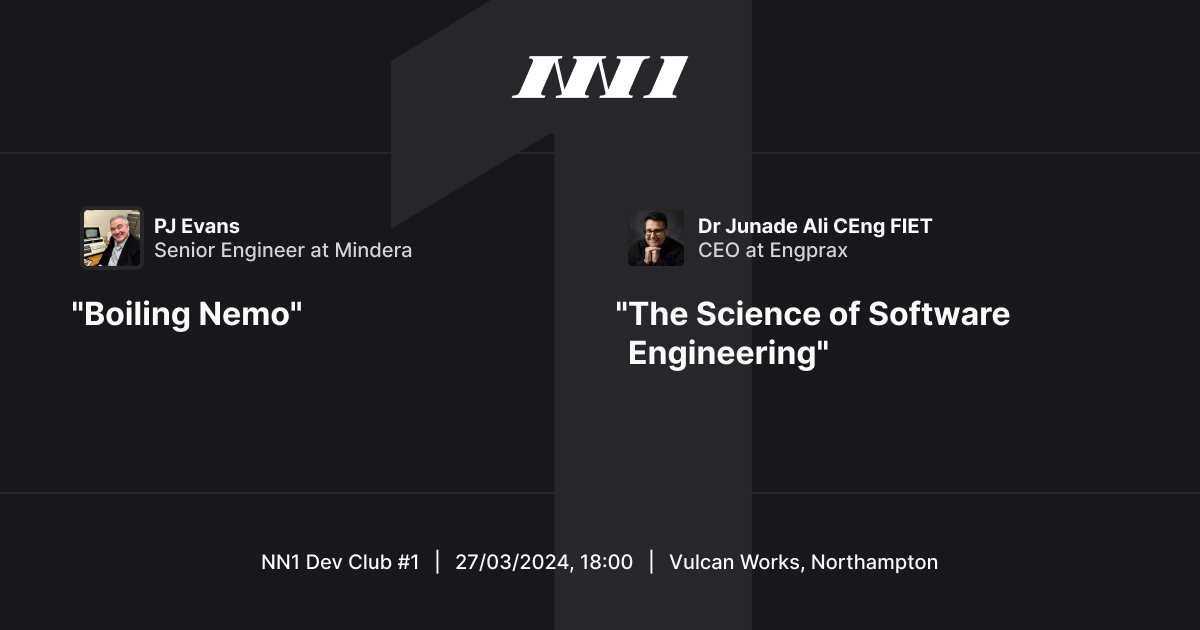 NN1
PJ Evans
Senior Engineer at Mindera
"Boiling Nemo"
Dr Junade Ali CEng FIET
CEO at Engprax
"The Science of Software
Engineering"
NN1 Dev Club #1 | 27/03/2024, 18:00 | Vulcan Works, Northampton